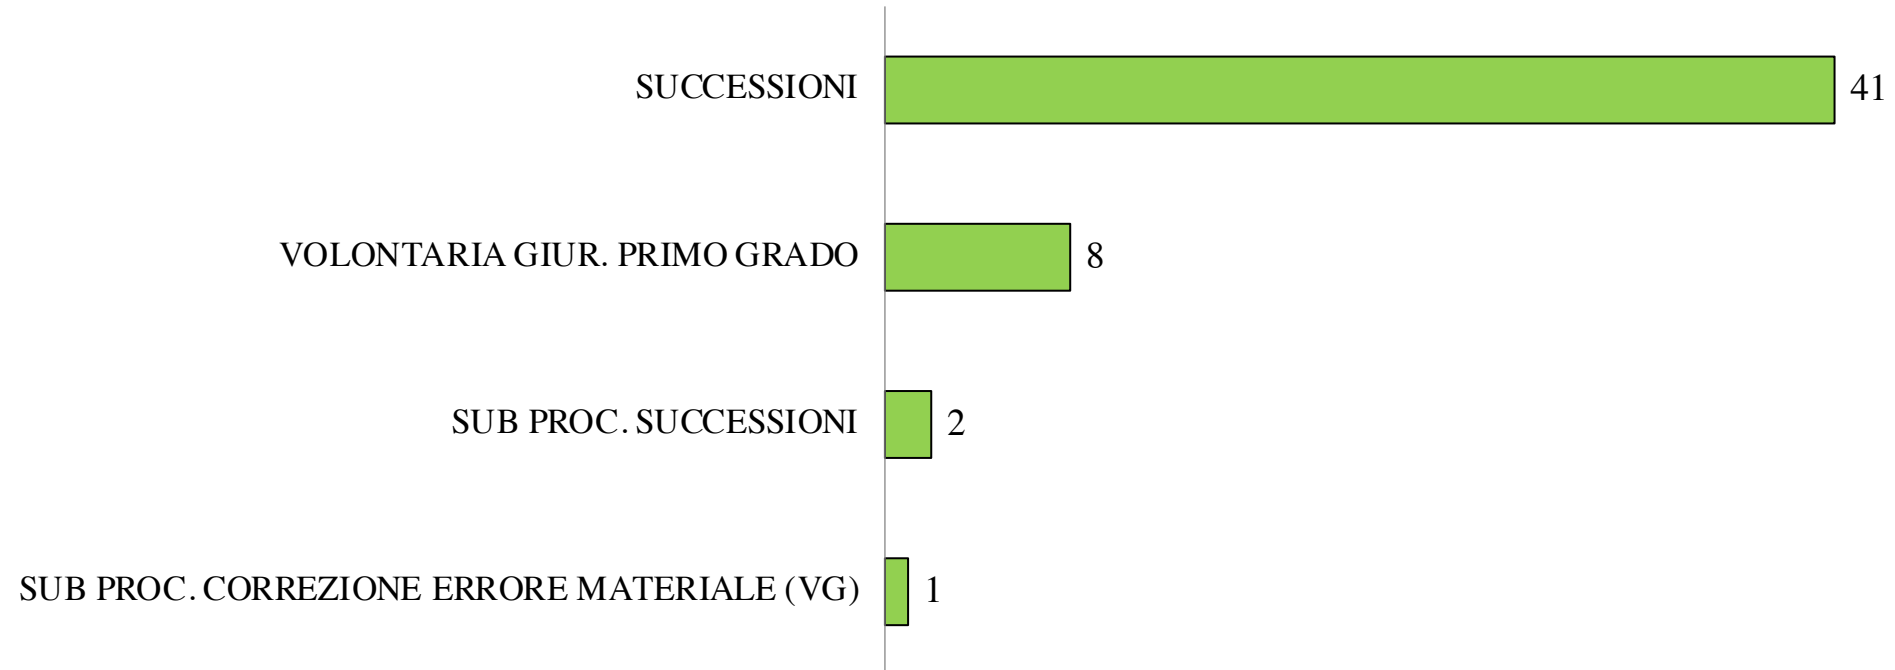 SUCCESSIONI 41
VOLONTARIA GIUR. PRIMO GRADO 8
SUB PROC. SUCCESSIONI 2
SUB PROC. CORREZIONE ERRORE MATERIALE (VG) 1